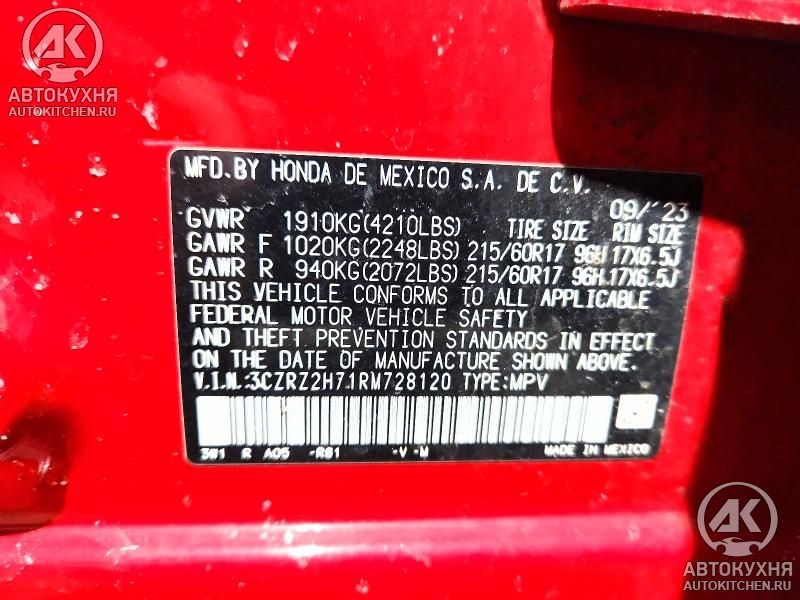 АК
АВТОКУХНЯ
AUTOKITCHEN.RU
MFD.BY HONDA DE MEXICO S.A. DE C.V.
09/'23
GVWR 1910KG(4210LBS) TIRE SIZE RIM SIZE
GAWR F 1020KG(2248LBS) 215/60R17 96H 17X6.5J
GAWR R 940KG(2072LBS) 215/60R17 96H 17X6.5J
THIS VEHICLE CONFORMS TO ALL APPLICABLE
FEDERAL MOTOR VEHICLE SAFETY
AND THEFT PREVENTION STANDARDS IN EFFECT
ON THE DATE OF MANUFACTURE SHOWN ABOVE.
V.I.N.:3CZRZ2H71RM728120 TYPE:MPV
3W1 R A05 -R81 -V -M MADE IN MEXICO
АК
АВТОКУХНЯ
AUTOKITCHEN.RU